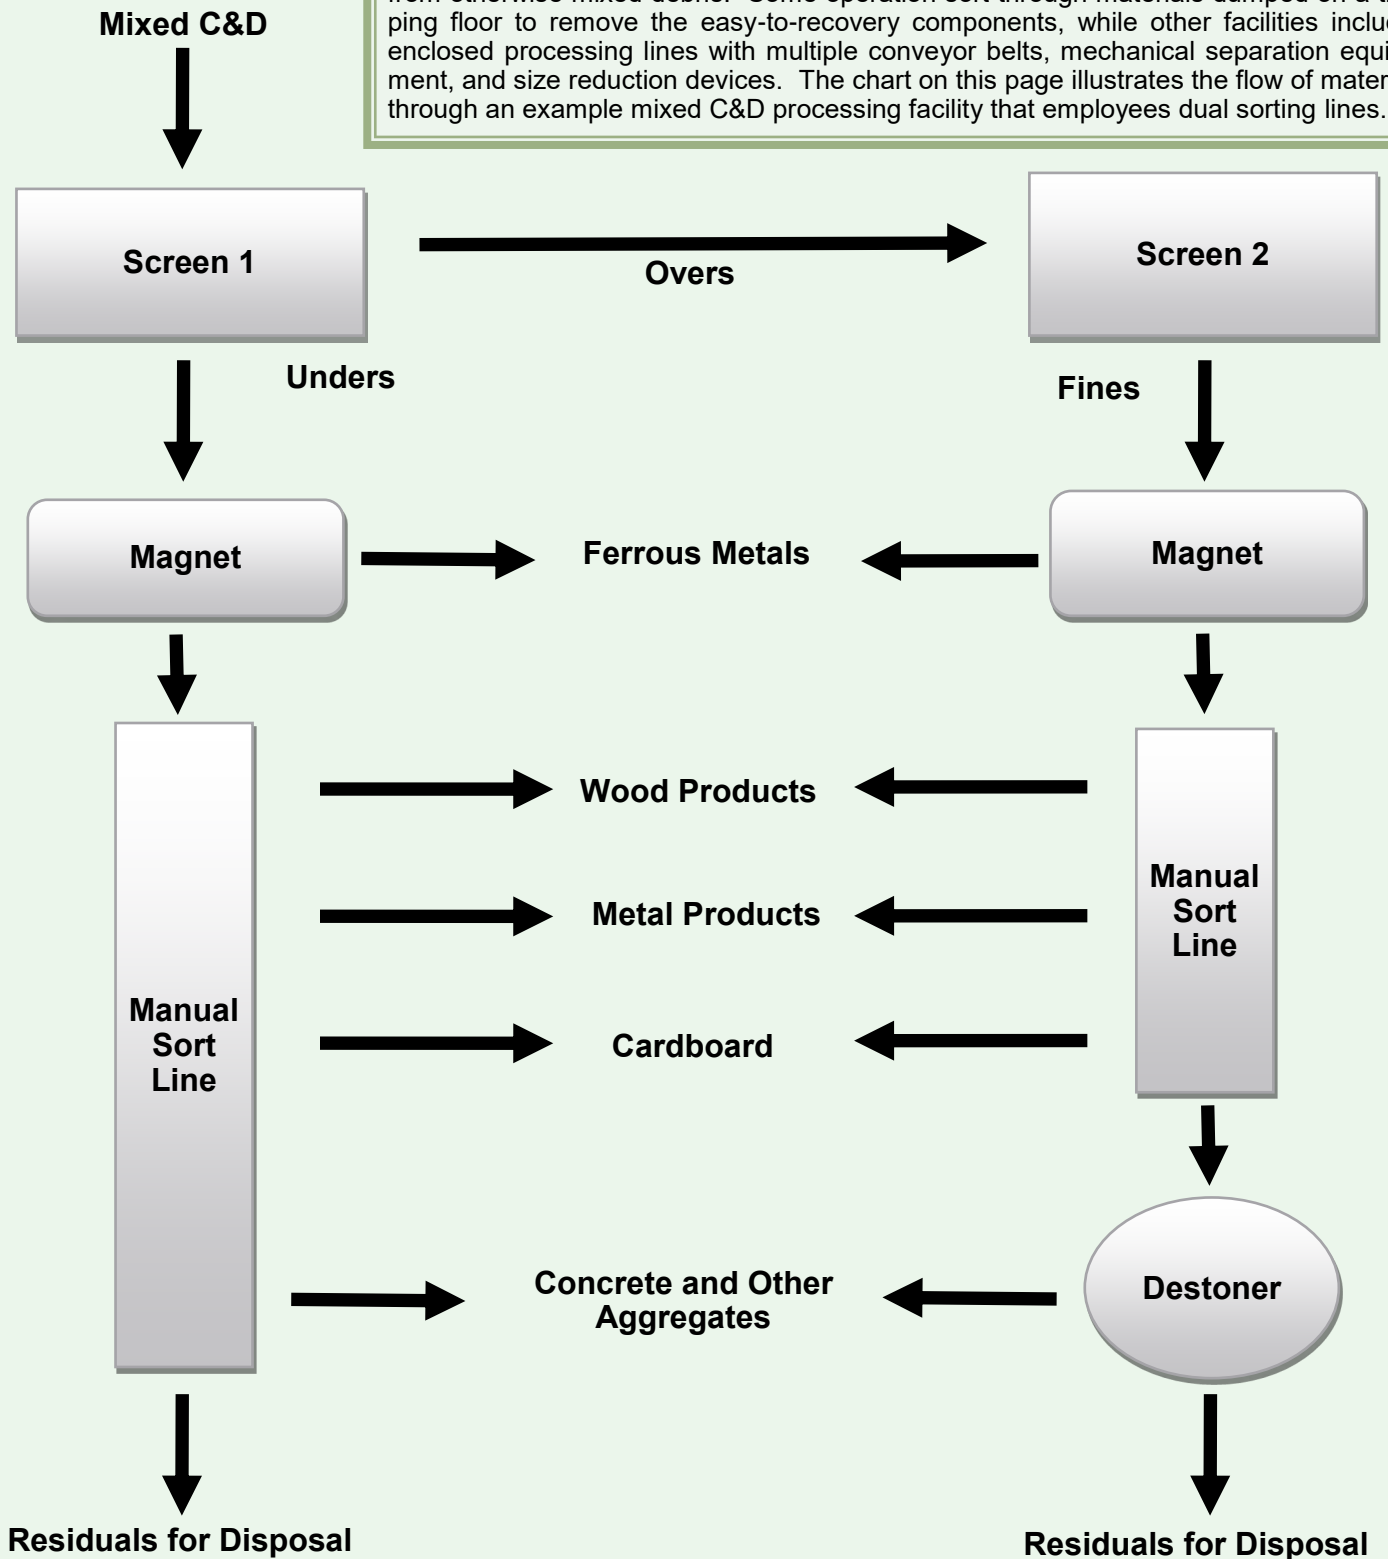 Mixed C&D
ping floor to remove the easy-to-recovery components, while other facilities includ
enclosed processing lines with multiple conveyor belts, mechanical separation equi
ment, and size reduction devices. The chart on this page illustrates the flow of mater
through an example mixed C&D processing facility that employees dual sorting lines.
Screen 1
Overs
Screen 2
Unders
Fines
Magnet
Ferrous Metals
Magnet
Wood Products
Metal Products
Cardboard
Manual
Sort
Line
Manual
Sort
Line
Concrete and Other
Aggregates
Destoner
Residuals for Disposal
Residuals for Disposal